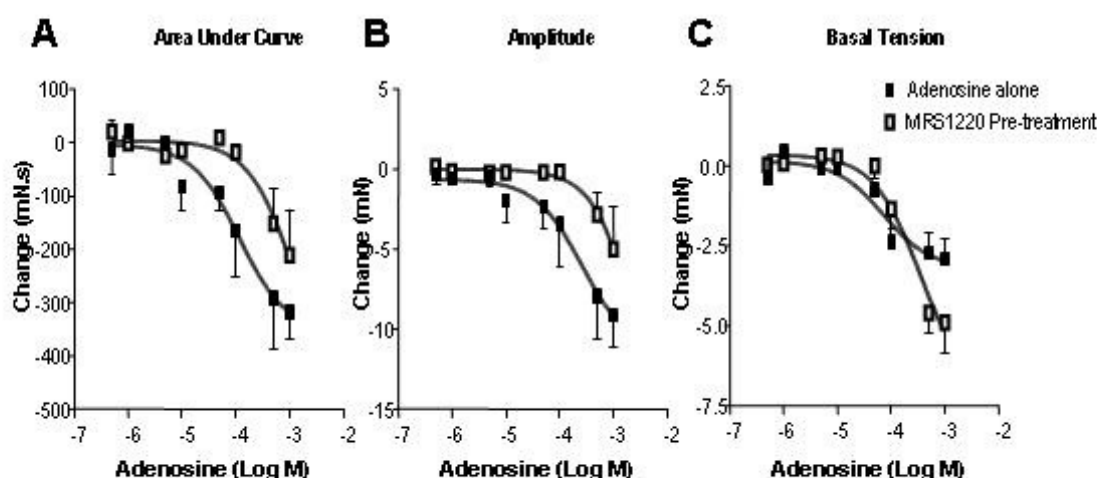 A Area Under Curve
B Amplitude
C Basal Tension
Adenosine alone
MRS1220 Pre-treatment
Change (mN.s)
100
0
-100
-200
-300
-400
-500
-7 -6 -5 -4 -3 -2
Adenosine (Log M)
Change (mN)
5
0
-5
-10
-15
-7 -6 -5 -4 -3 -2
Adenosine (Log M)
Change (mN)
2.5
0.0
-2.5
-5.0
-7.5
-7 -6 -5 -4 -3 -2
Adenosine (Log M)